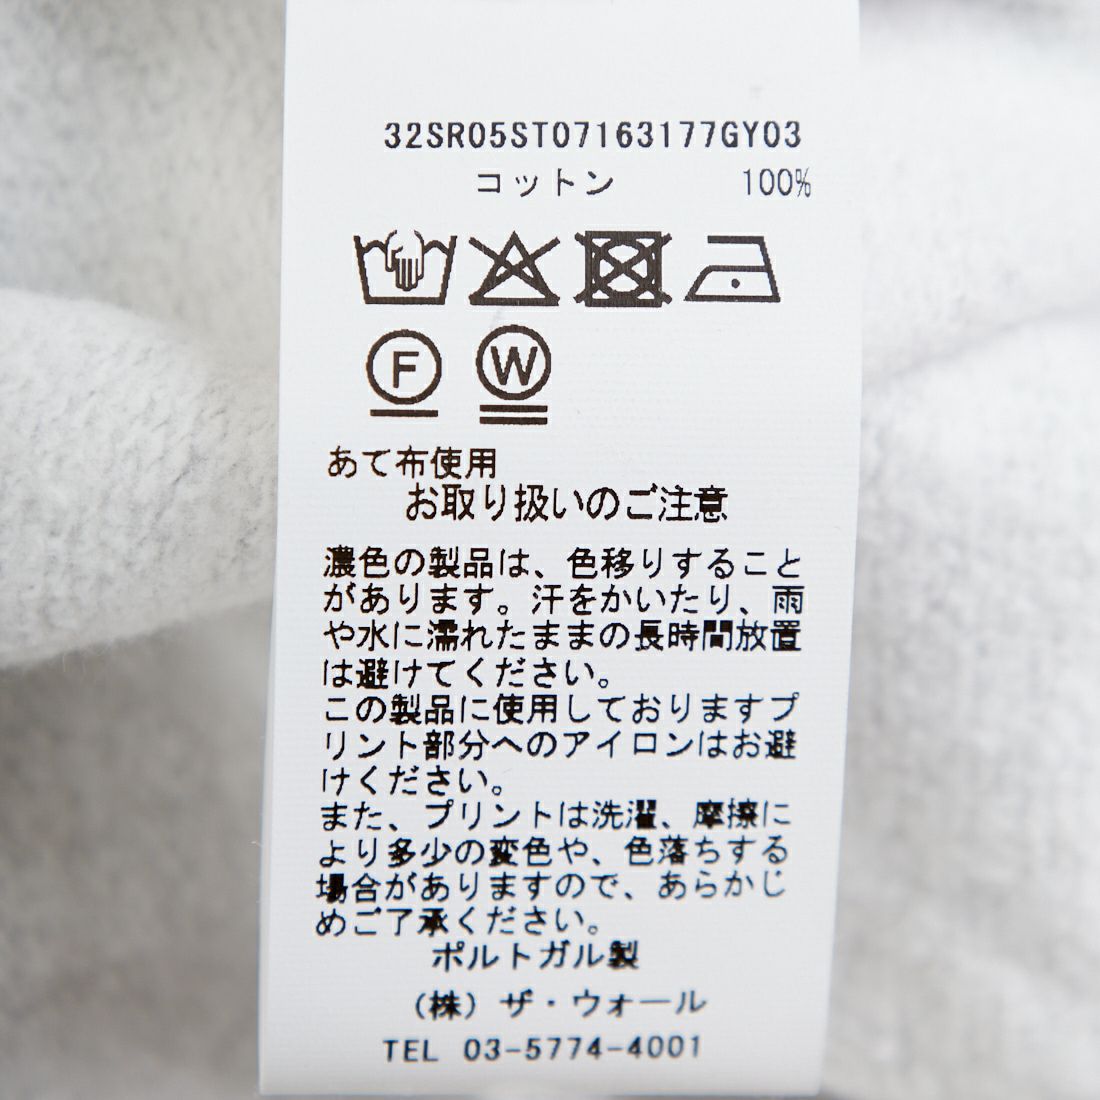 32SR05ST07163177GY03
コットン 100%
F W
あて布使用
お取り扱いのご注意
濃色の製品は、色移りすること
があります。汗をかいたり、雨
や水に濡れたままの長時間放置
は避けてください。
この製品に使用しておりますプ
リント部分へのアイロンはお避
けください。
また、プリントは洗濯、摩擦に
より多少の変色や、色落ちする
場合がありますので、あらかじ
めご了承ください。
ポルトガル製
(株)ザ・ウォール
TEL 03-5774-4001